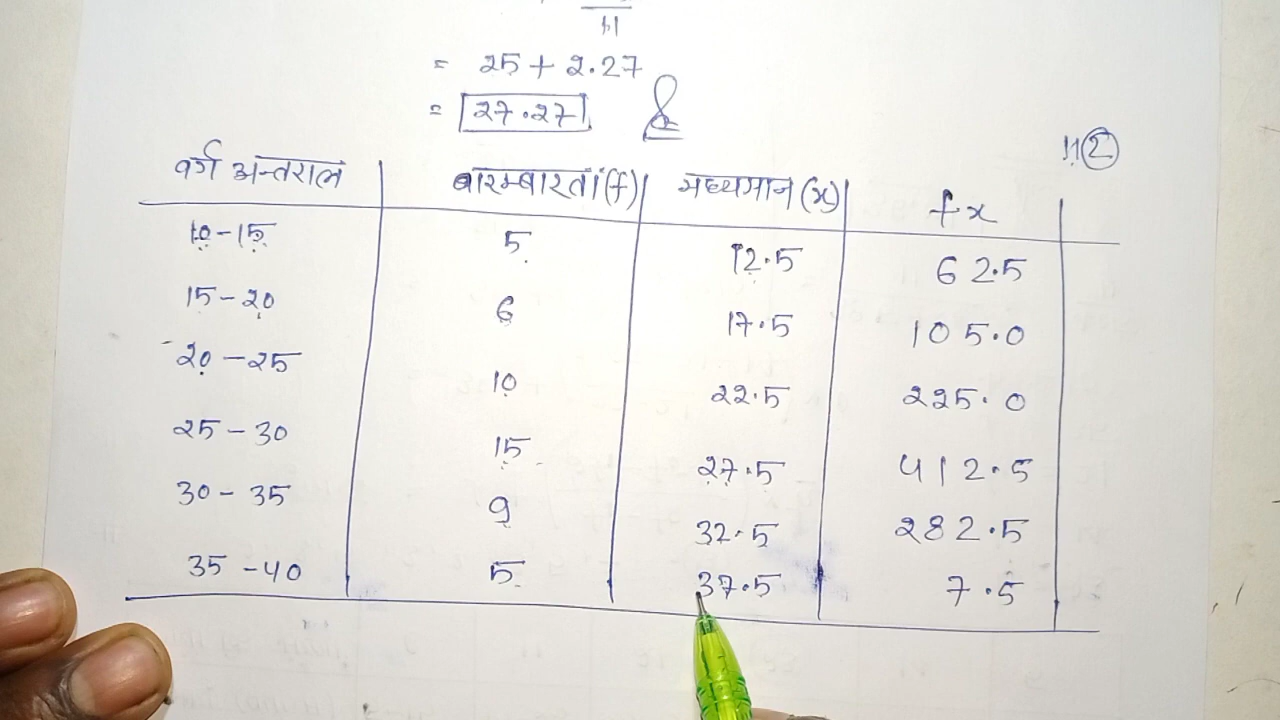 = 25 + 2.27
= 27.27
११(2)
वर्ग अन्तराल बारम्बारता (f) मध्यमान (x) fx
10-15 5 12.5 62.5
15-20 6 17.5 105.0
20-25 10 22.5 225.0
25-30 15 27.5 412.5
30-35 9 32.5 282.5
35-40 5 37.5 7.5